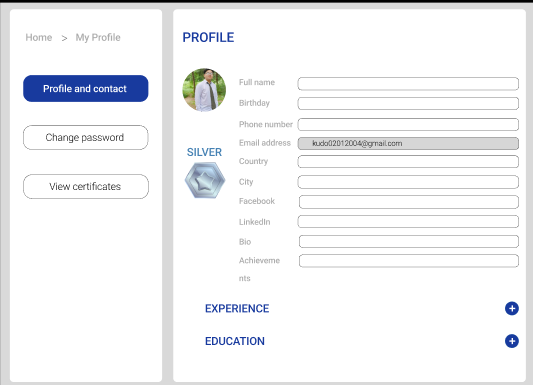 Home > My Profile
Profile and contact
Change password
View certificates
PROFILE
SILVER
Full name
Birthday
Phone number
Email address kudo02012004@gmail.com
Country
City
Facebook
LinkedIn
Bio
Achieveme
nts
EXPERIENCE
EDUCATION